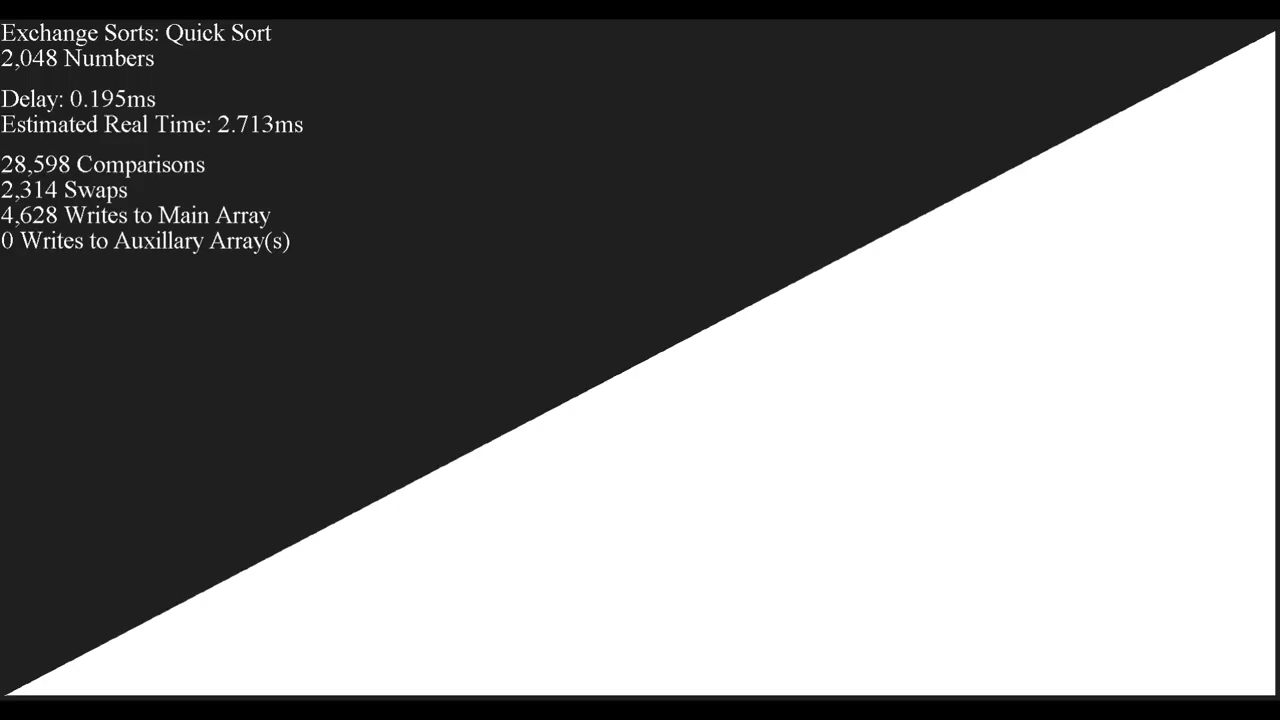 Exchange Sorts: Quick Sort
2,048 Numbers
Delay: 0.195ms
Estimated Real Time: 2.713ms
28,598 Comparisons
2,314 Swaps
4,628 Writes to Main Array
0 Writes to Auxillary Array(s)